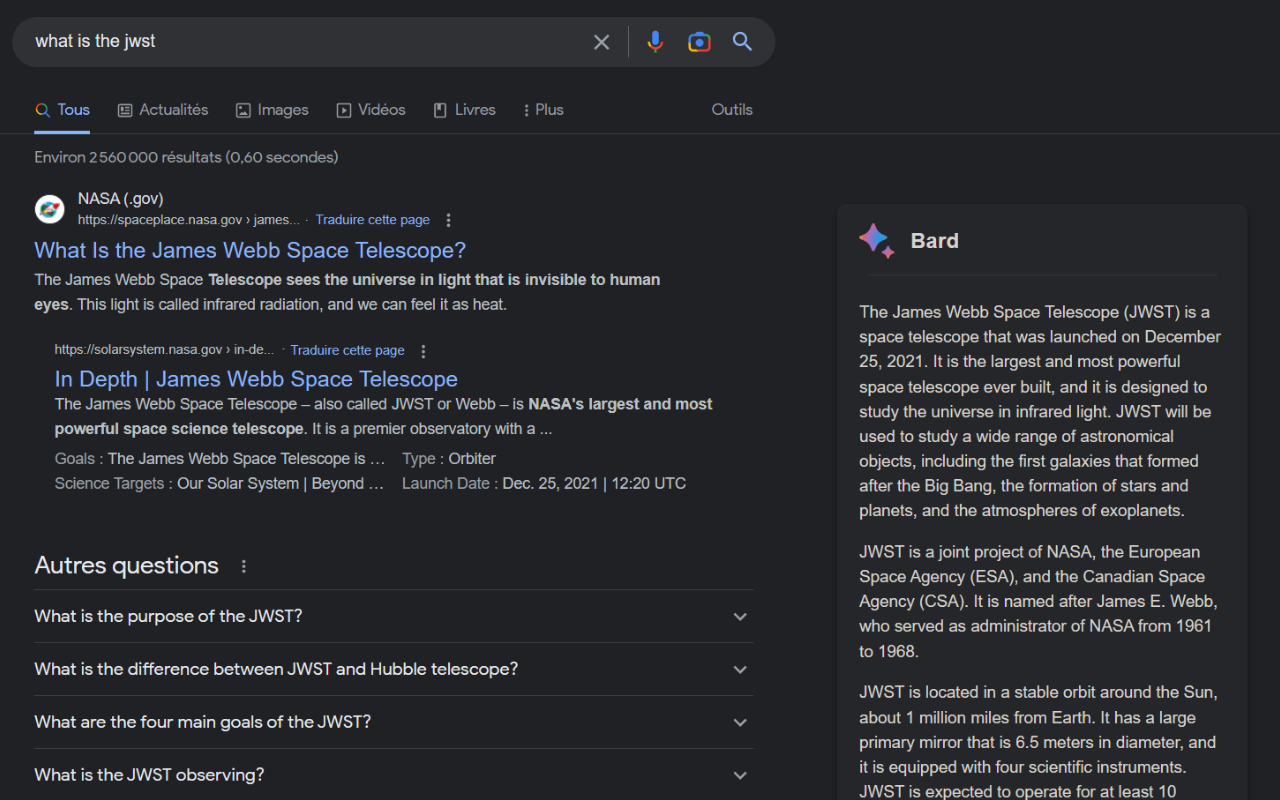 what is the jwst
Tous
Actualités
Images
Vidéos
Livres
Plus
Outils
Environ 2 560 000 résultats (0,60 secondes)
NASA (.gov)
https://spaceplace.nasa.gov › james... · Traduire cette page
What Is the James Webb Space Telescope?
The James Webb Space Telescope sees the universe in light that is invisible to human
eyes. This light is called infrared radiation, and we can feel it as heat.
https://solarsystem.nasa.gov › in-de... · Traduire cette page
In Depth | James Webb Space Telescope
The James Webb Space Telescope – also called JWST or Webb – is NASA's largest and most
powerful space science telescope. It is a premier observatory with a ...
Goals : The James Webb Space Telescope is …
Type : Orbiter
Science Targets : Our Solar System | Beyond …
Launch Date : Dec. 25, 2021 | 12:20 UTC
Autres questions
What is the purpose of the JWST?
What is the difference between JWST and Hubble telescope?
What are the four main goals of the JWST?
What is the JWST observing?
Bard
The James Webb Space Telescope (JWST) is a
space telescope that was launched on December
25, 2021. It is the largest and most powerful
space telescope ever built, and it is designed to
study the universe in infrared light. JWST will be
used to study a wide range of astronomical
objects, including the first galaxies that formed
after the Big Bang, the formation of stars and
planets, and the atmospheres of exoplanets.
JWST is a joint project of NASA, the European
Space Agency (ESA), and the Canadian Space
Agency (CSA). It is named after James E. Webb,
who served as administrator of NASA from 1961
to 1968.
JWST is located in a stable orbit around the Sun,
about 1 million miles from Earth. It has a large
primary mirror that is 6.5 meters in diameter, and
it is equipped with four scientific instruments.
JWST is expected to operate for at least 10